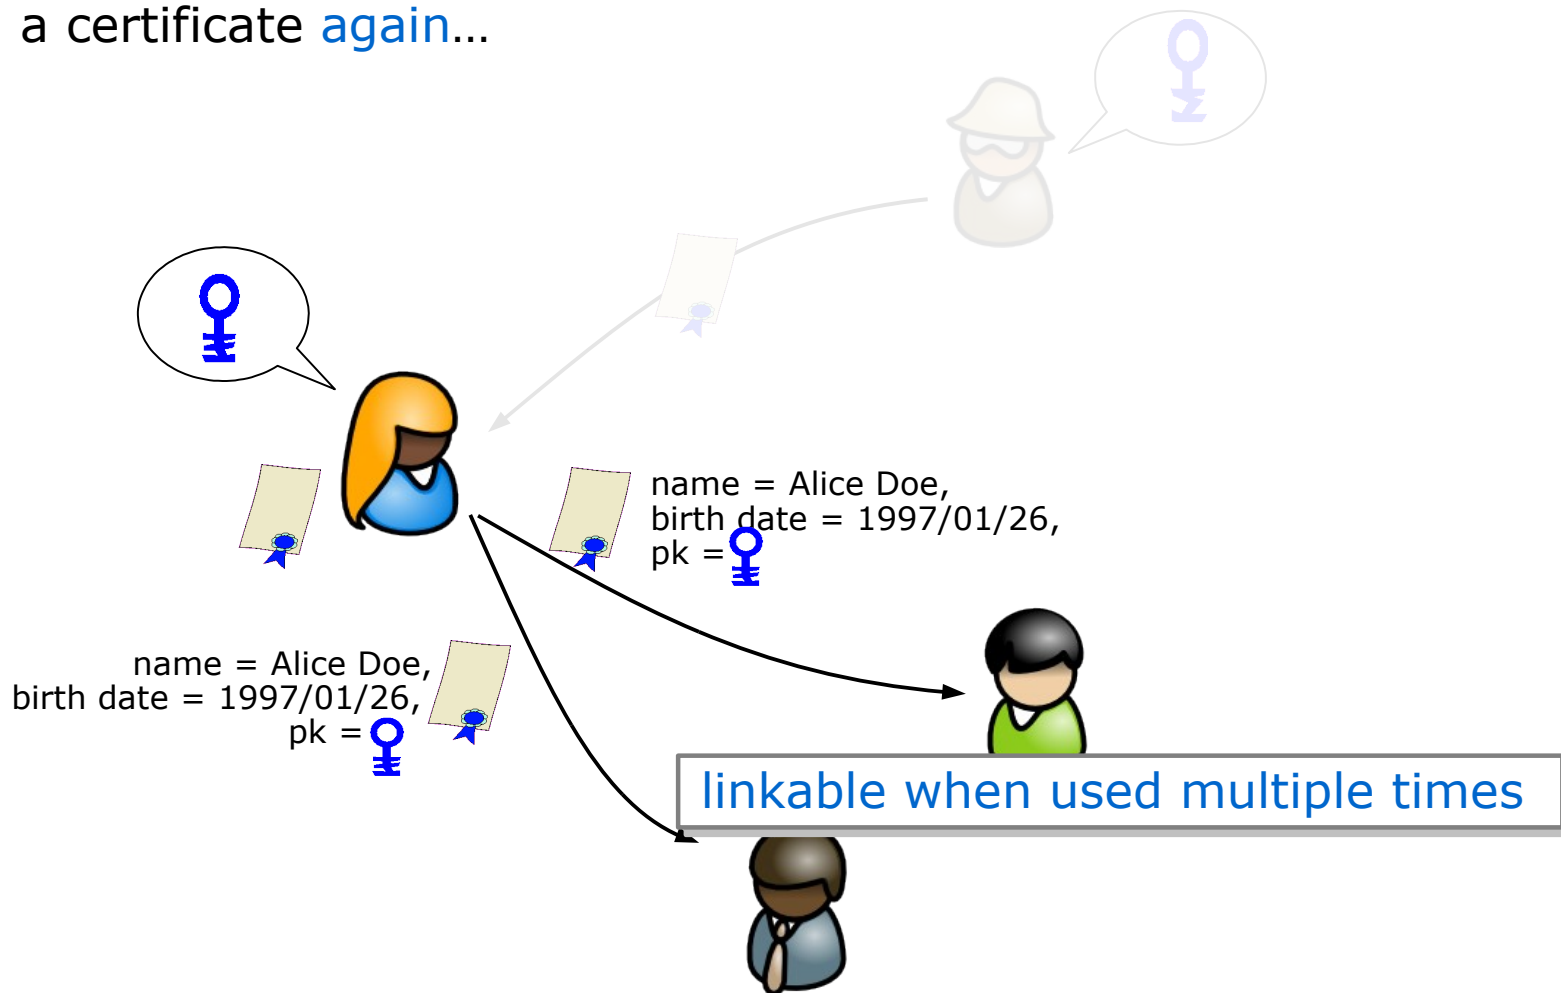 a certificate again…
name = Alice Doe,
birth date = 1997/01/26,
pk =
name = Alice Doe,
birth date = 1997/01/26,
pk =
linkable when used multiple times